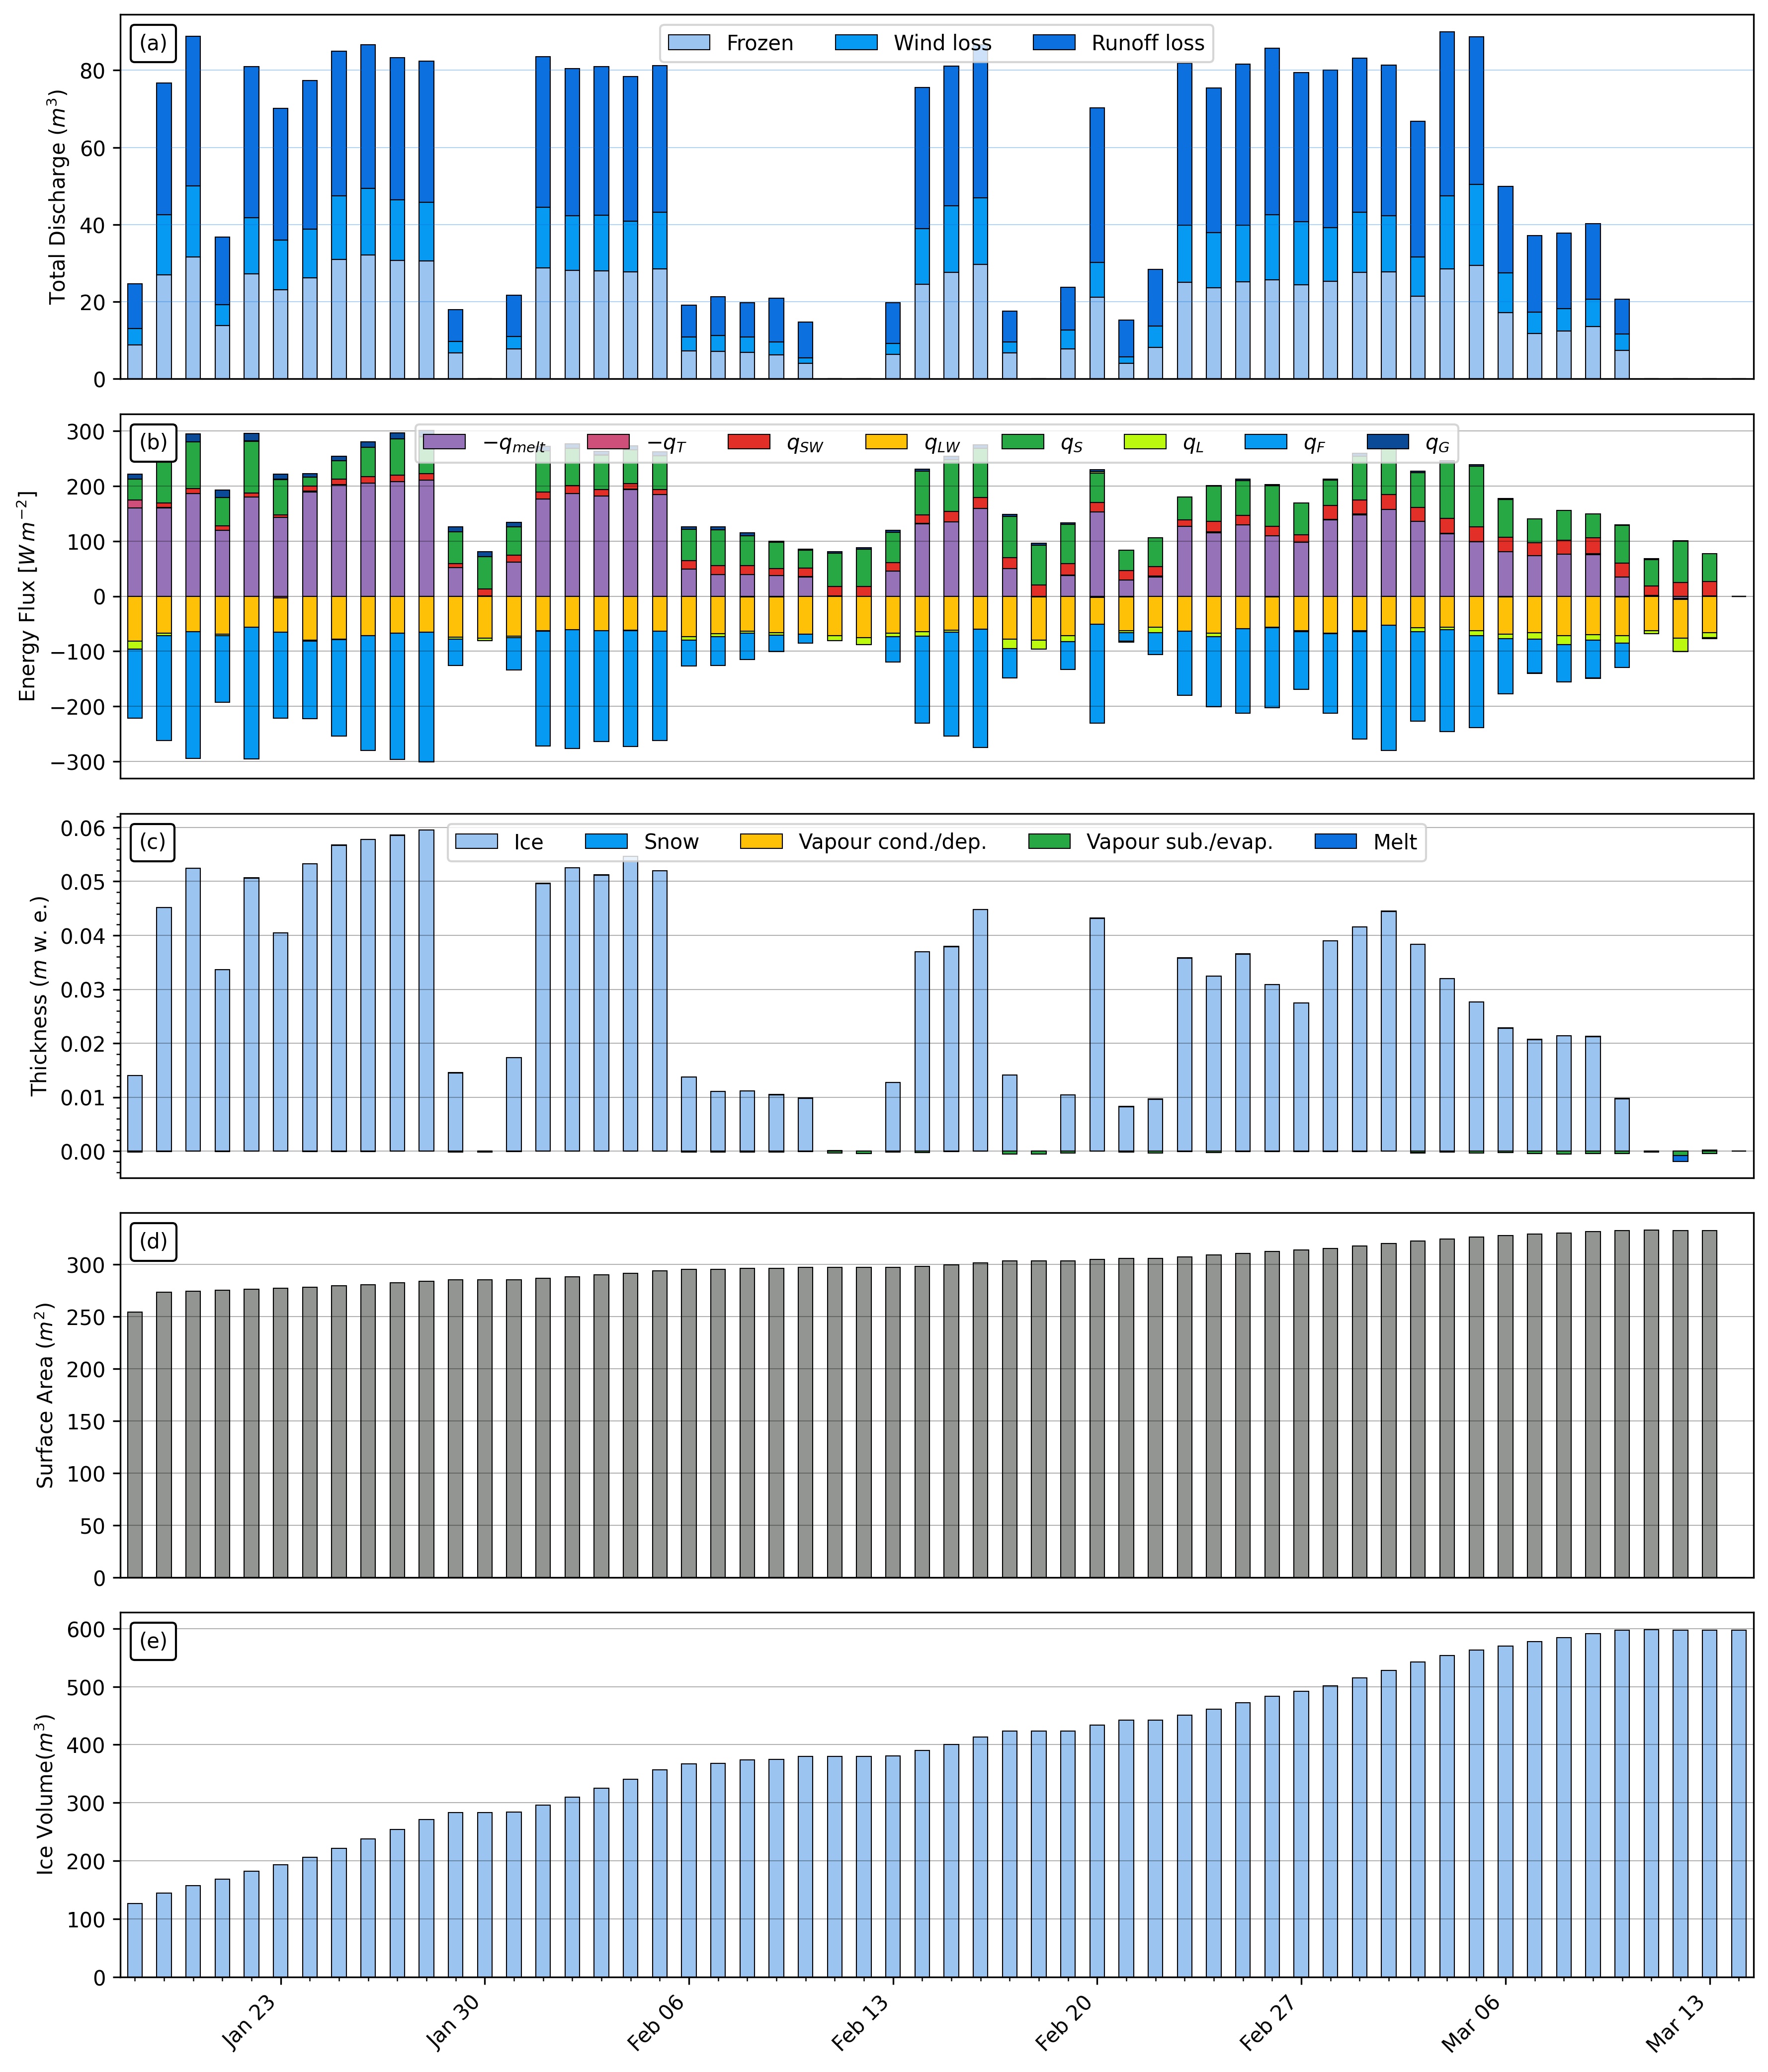 (a)
Frozen Wind loss Runoff loss
Total Discharge (m³)
80
60
40
20
0
(b)
−q_melt −q_T q_SW q_LW q_S q_L q_F q_G
Energy Flux [W m⁻²]
300
200
100
0
−100
−200
−300
(c)
Ice Snow Vapour cond./dep. Vapour sub./evap. Melt
Thickness (m w. e.)
0.06
0.05
0.04
0.03
0.02
0.01
0.00
(d)
Surface Area (m²)
300
250
200
150
100
50
0
(e)
Ice Volume(m³)
600
500
400
300
200
100
0
Jan 23 Jan 30 Feb 06 Feb 13 Feb 20 Feb 27 Mar 06 Mar 13